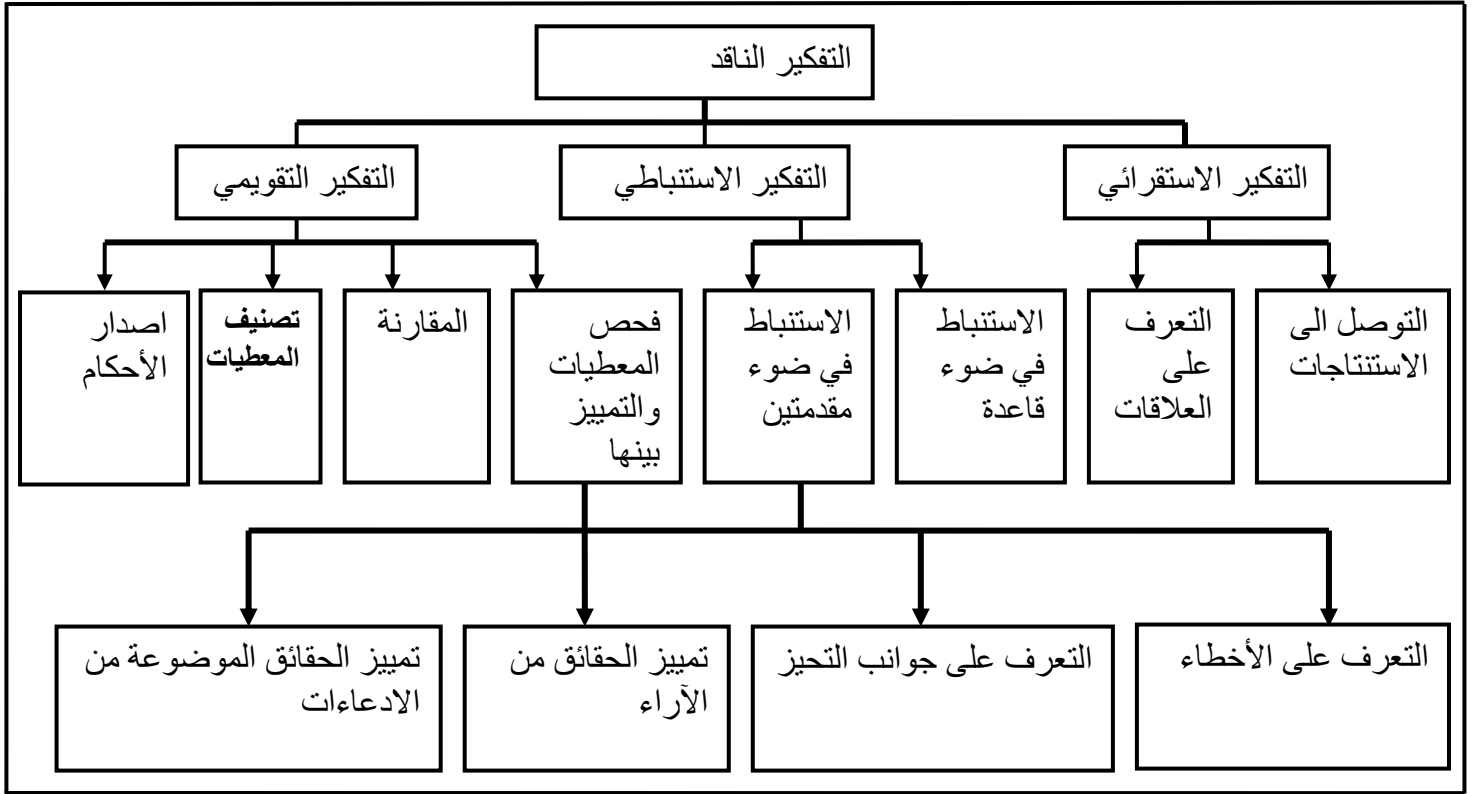 التفكير الناقد
التفكير الاستقرائي
التفكير الاستنباطي
التفكير التقويمي
التوصل الى
الاستنتاجات
التعرف
على
العلاقات
الاستنباط
في ضوء
قاعدة
الاستنباط
في ضوء
مقدمتين
فحص
المعطيات
والتمييز
بينها
المقارنة
تصنيف
المعطيات
اصدار
الأحكام
التعرف على الأخطاء
التعرف على جوانب التحيز
تمييز الحقائق من
الآراء
تمييز الحقائق الموضوعة من
الادعاءات